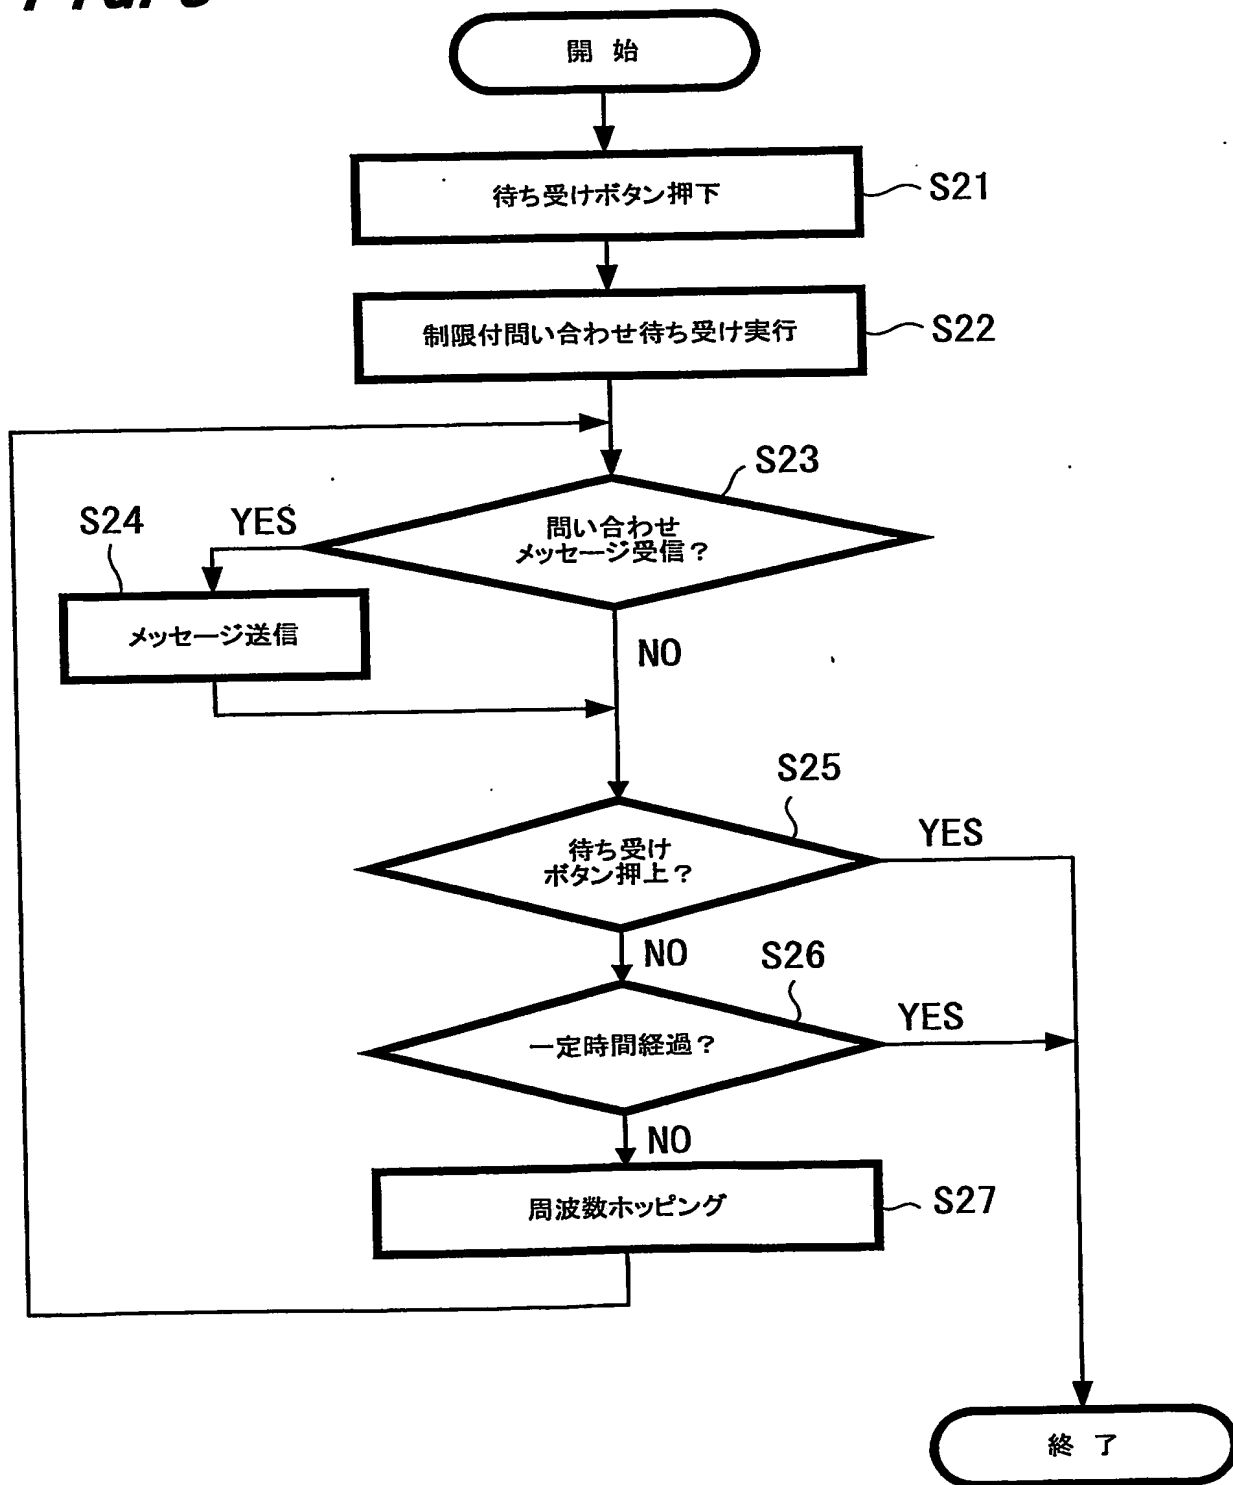 開 始
待ち受けボタン押下
S21
制限付問い合わせ待ち受け実行
S22
S23
S24
YES
問い合わせ
メッセージ受信?
メッセージ送信
NO
S25
待ち受け
ボタン押上?
YES
NO
S26
一定時間経過?
YES
NO
周波数ホッピング
S27
終 了